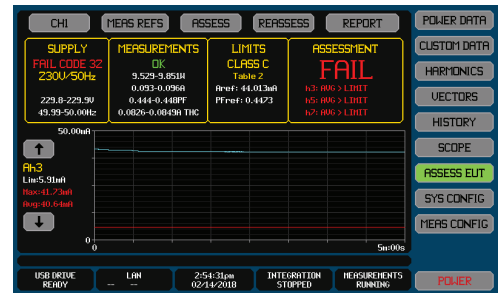 CH1
MEAS REFS
ASSESS
REASSESS
REPORT
SUPPLY
FAIL CODE 3Z
230V/50Hz
229.8-229.9V
49.99-50.00Hz
MEASUREMENTS
OK
9.529-9.851W
0.093-0.096A
0.444-0.448PF
0.0826-0.0849A THC
LIMITS
CLASS C
Table 2
Aref: 44.013mA
PFref: 0.4473
ASSESSMENT
FAIL
h3: AVG > LIMIT
h5: AVG > LIMIT
h7: AVG > LIMIT
50.00mA
Ah3
Lim:5.91mA
Max:41.73mA
Avg:40.64mA
0
0
5m:00s
USB DRIVE
READY
LAN
-- --
2:54:31pm
02/14/2018
INTEGRATION
STOPPED
MEASUREMENTS
RUNNING
POWER DATA
CUSTOM DATA
HARMONICS
VECTORS
HISTORY
SCOPE
ASSESS EUT
SYS CONFIG
MEAS CONFIG
POWER